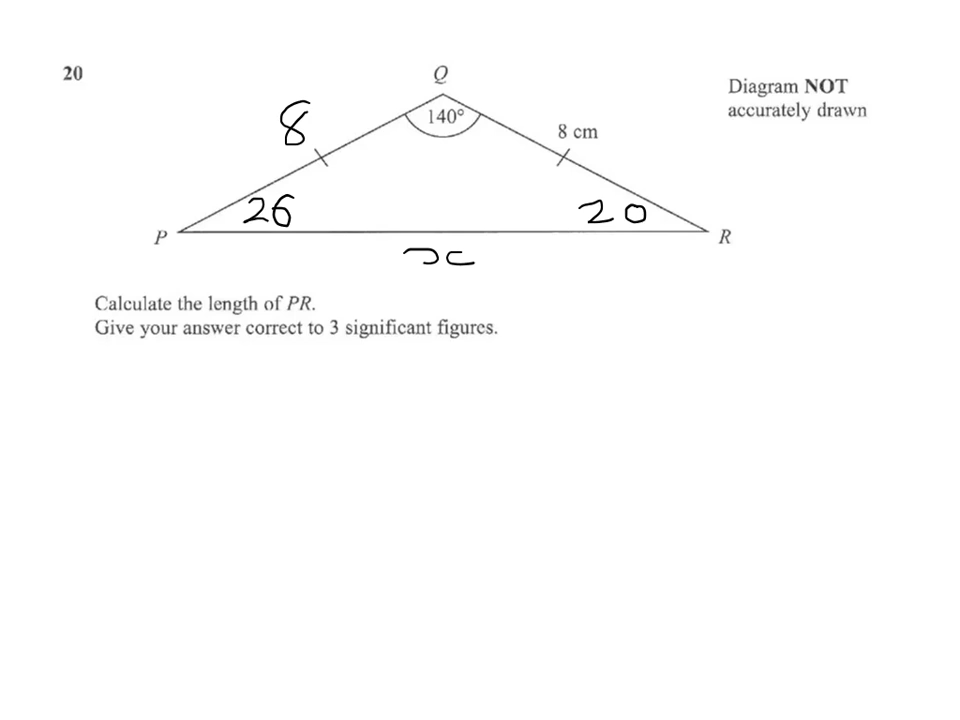 20
Q
Diagram NOT
accurately drawn
8
140°
8 cm
26
20
P
x
R
Calculate the length of PR.
Give your answer correct to 3 significant figures.